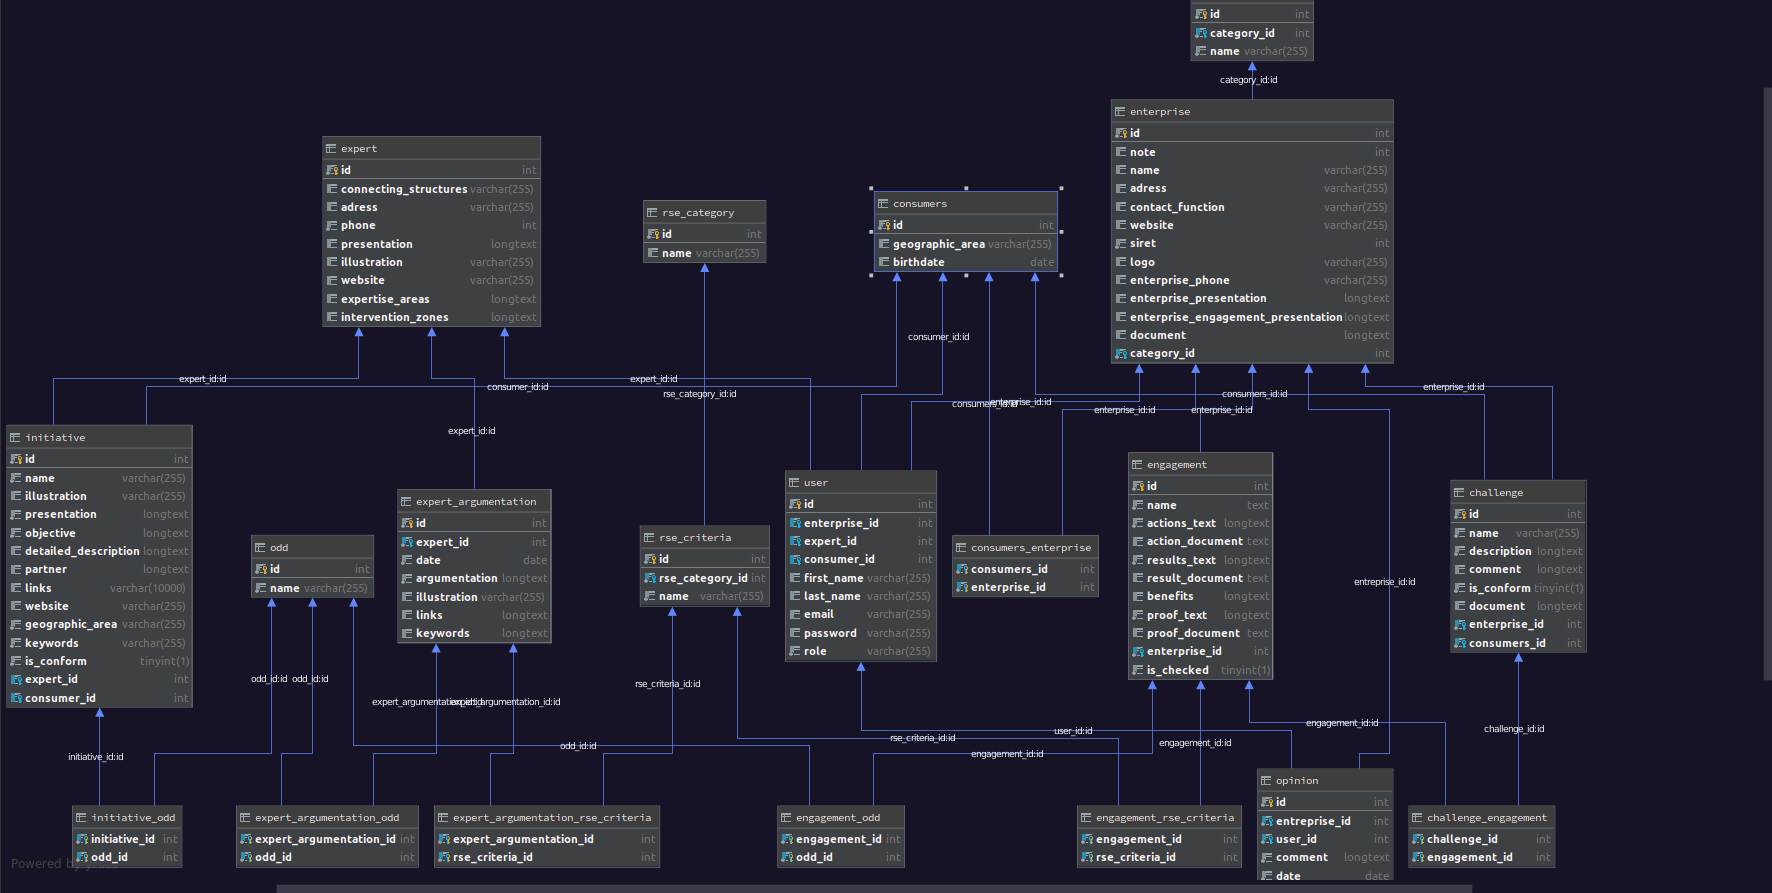 id int
category_id int
name varchar(255)
category_id:id
enterprise
id int
note int
name varchar(255)
adress varchar(255)
contact_function varchar(255)
website varchar(255)
siret int
logo varchar(255)
enterprise_phone varchar(255)
enterprise_presentation longtext
enterprise_engagement_presentation longtext
document longtext
category_id int
expert
id int
connecting_structures varchar(255)
adress varchar(255)
phone int
presentation longtext
illustration varchar(255)
website varchar(255)
expertise_areas longtext
intervention_zones longtext
rse_category
id int
name varchar(255)
consumers
id int
geographic_area varchar(255)
birthdate date
consumer_id:id
expert_id:id
consumer_id:id
expert_id:id
rse_category_id:id
consumers_id:id
enterprise_id:id
enterprise_id:id
enterprise_id:id
consumers_id:id
enterprise_id:id
expert_id:id
initiative
id int
name varchar(255)
illustration varchar(255)
presentation longtext
objective longtext
detailed_description longtext
partner longtext
links varchar(10000)
website varchar(255)
geographic_area varchar(255)
keywords varchar(255)
is_conform tinyint(1)
expert_id int
consumer_id int
odd
id int
name varchar(255)
expert_argumentation
id int
expert_id int
date date
argumentation longtext
illustration varchar(255)
links longtext
keywords longtext
rse_criteria
id int
rse_category_id int
name varchar(255)
user
id int
enterprise_id int
expert_id int
consumer_id int
first_name varchar(255)
last_name varchar(255)
email varchar(255)
password varchar(255)
role varchar(255)
consumers_enterprise
consumers_id int
enterprise_id int
engagement
id int
name text
actions_text longtext
action_document text
results_text longtext
result_document text
benefits longtext
proof_text longtext
proof_document text
enterprise_id int
is_checked tinyint(1)
challenge
id int
name varchar(255)
description longtext
comment longtext
is_conform tinyint(1)
document longtext
enterprise_id int
consumers_id int
entreprise_id:id
odd_id:id
odd_id:id
rse_criteria_id:id
expert_argumentation_id:id
expert_argumentation_id:id
initiative_id:id
odd_id:id
rse_criteria_id:id
user_id:id
engagement_id:id
engagement_id:id
engagement_id:id
challenge_id:id
initiative_odd
initiative_id int
odd_id int
expert_argumentation_odd
expert_argumentation_id int
odd_id int
expert_argumentation_rse_criteria
expert_argumentation_id int
rse_criteria_id int
engagement_odd
engagement_id int
odd_id int
engagement_rse_criteria
engagement_id int
rse_criteria_id int
opinion
id int
entreprise_id int
user_id int
comment longtext
date date
challenge_engagement
challenge_id int
engagement_id int
Powered by